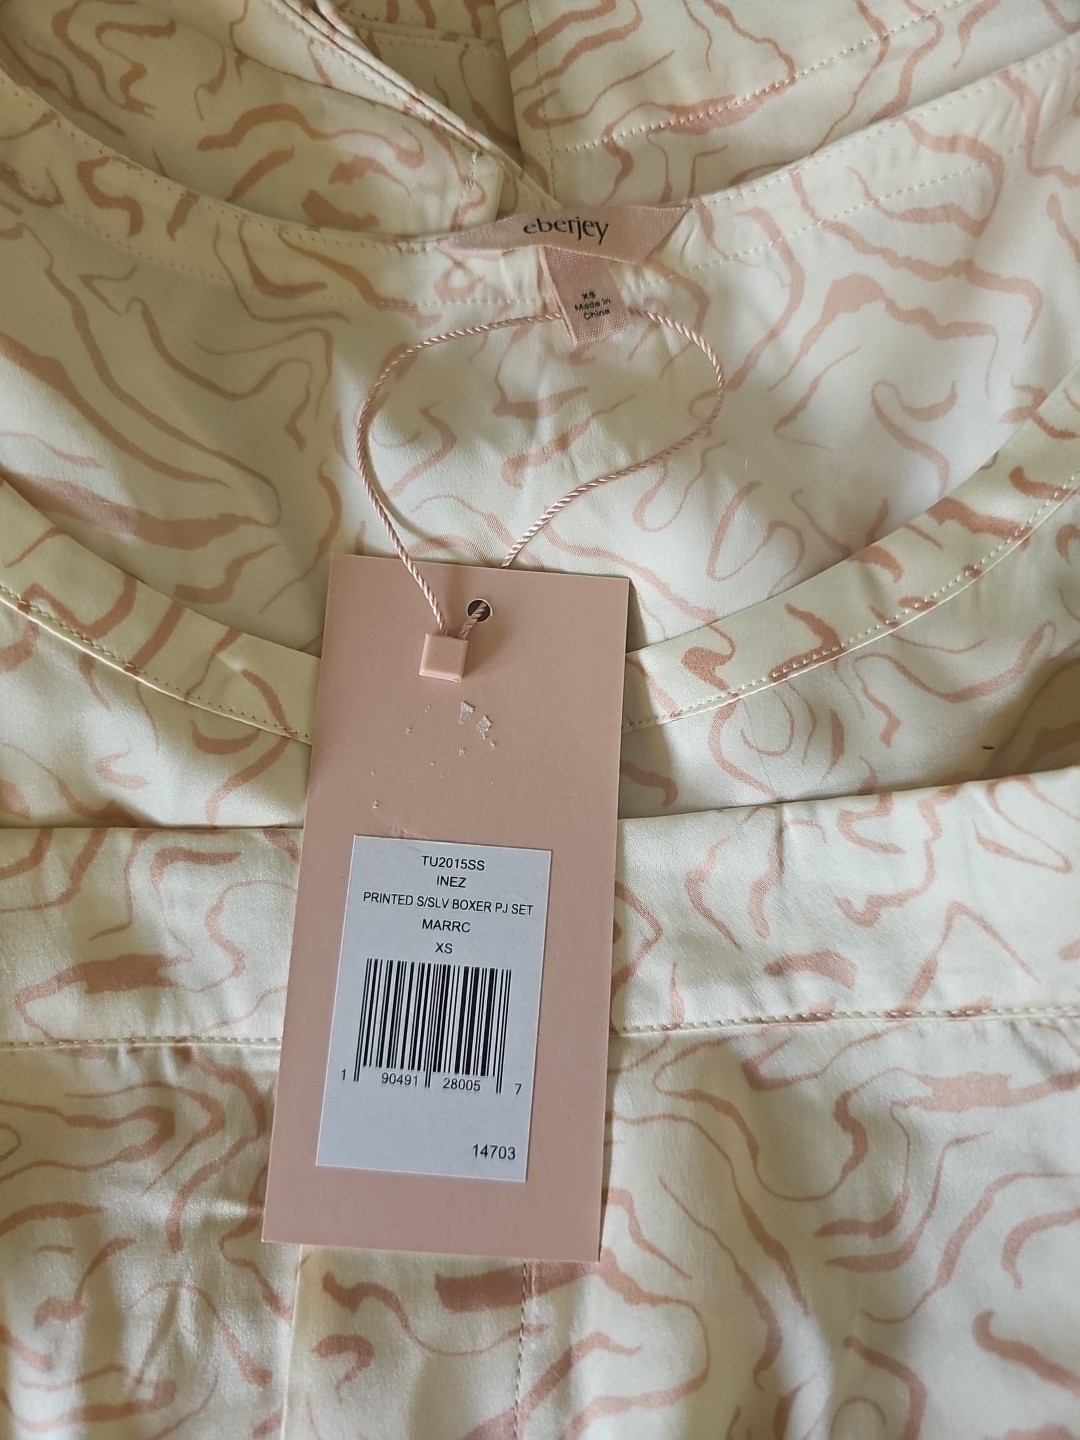 eberjey
XS
Made in
China
TU2015SS
INEZ
PRINTED S/SLV BOXER PJ SET
MARRC
XS
1 90491 28005 7
14703